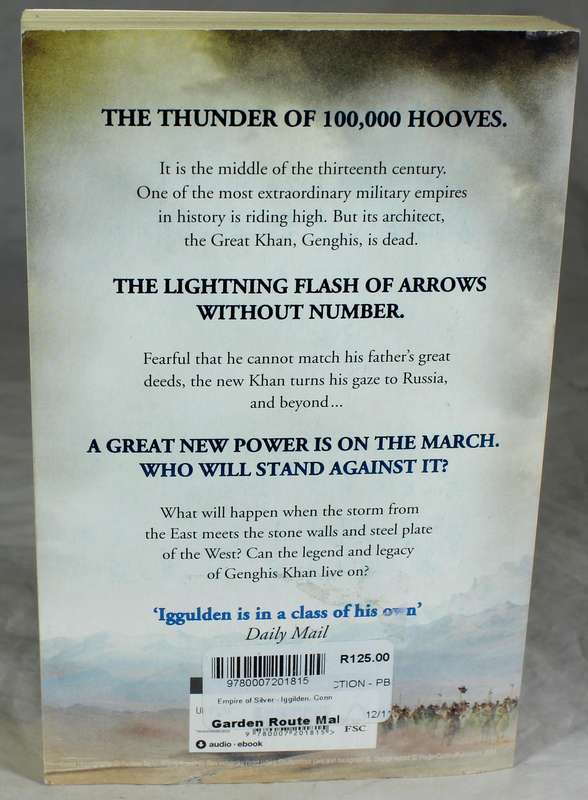 THE THUNDER OF 100,000 HOOVES.
It is the middle of the thirteenth century.
One of the most extraordinary military empires
in history is riding high. But its architect,
the Great Khan, Genghis, is dead.
THE LIGHTNING FLASH OF ARROWS
WITHOUT NUMBER.
Fearful that he cannot match his father's great
deeds, the new Khan turns his gaze to Russia,
and beyond...
A GREAT NEW POWER IS ON THE MARCH.
WHO WILL STAND AGAINST IT?
What will happen when the storm from
the East meets the stone walls and steel plate
of the West? Can the legend and legacy
of Genghis Khan live on?
'Iggulden is in a class of his own'
Daily Mail
R125.00
9780007201815
CTION - PB
Empire of Silver - Iggilden, Conn
Garden Route Mal
12/11
9 780007 201815 >
FSC
audio · ebook